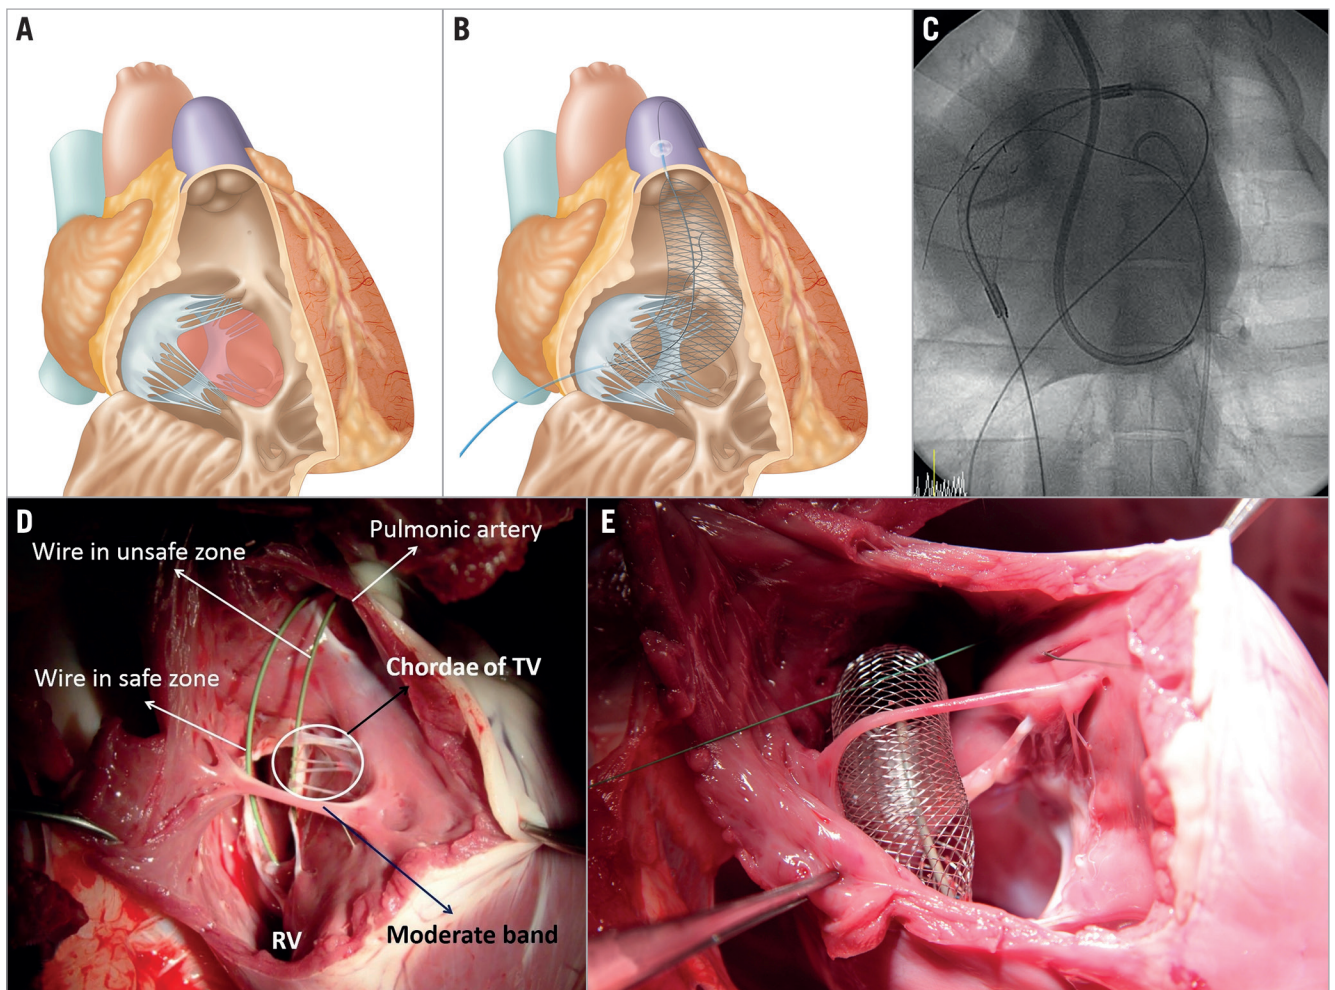 A
B
C
D
Pulmonic artery
Wire in unsafe zone
Chordae of TV
Wire in safe zone
Moderate band
RV
E